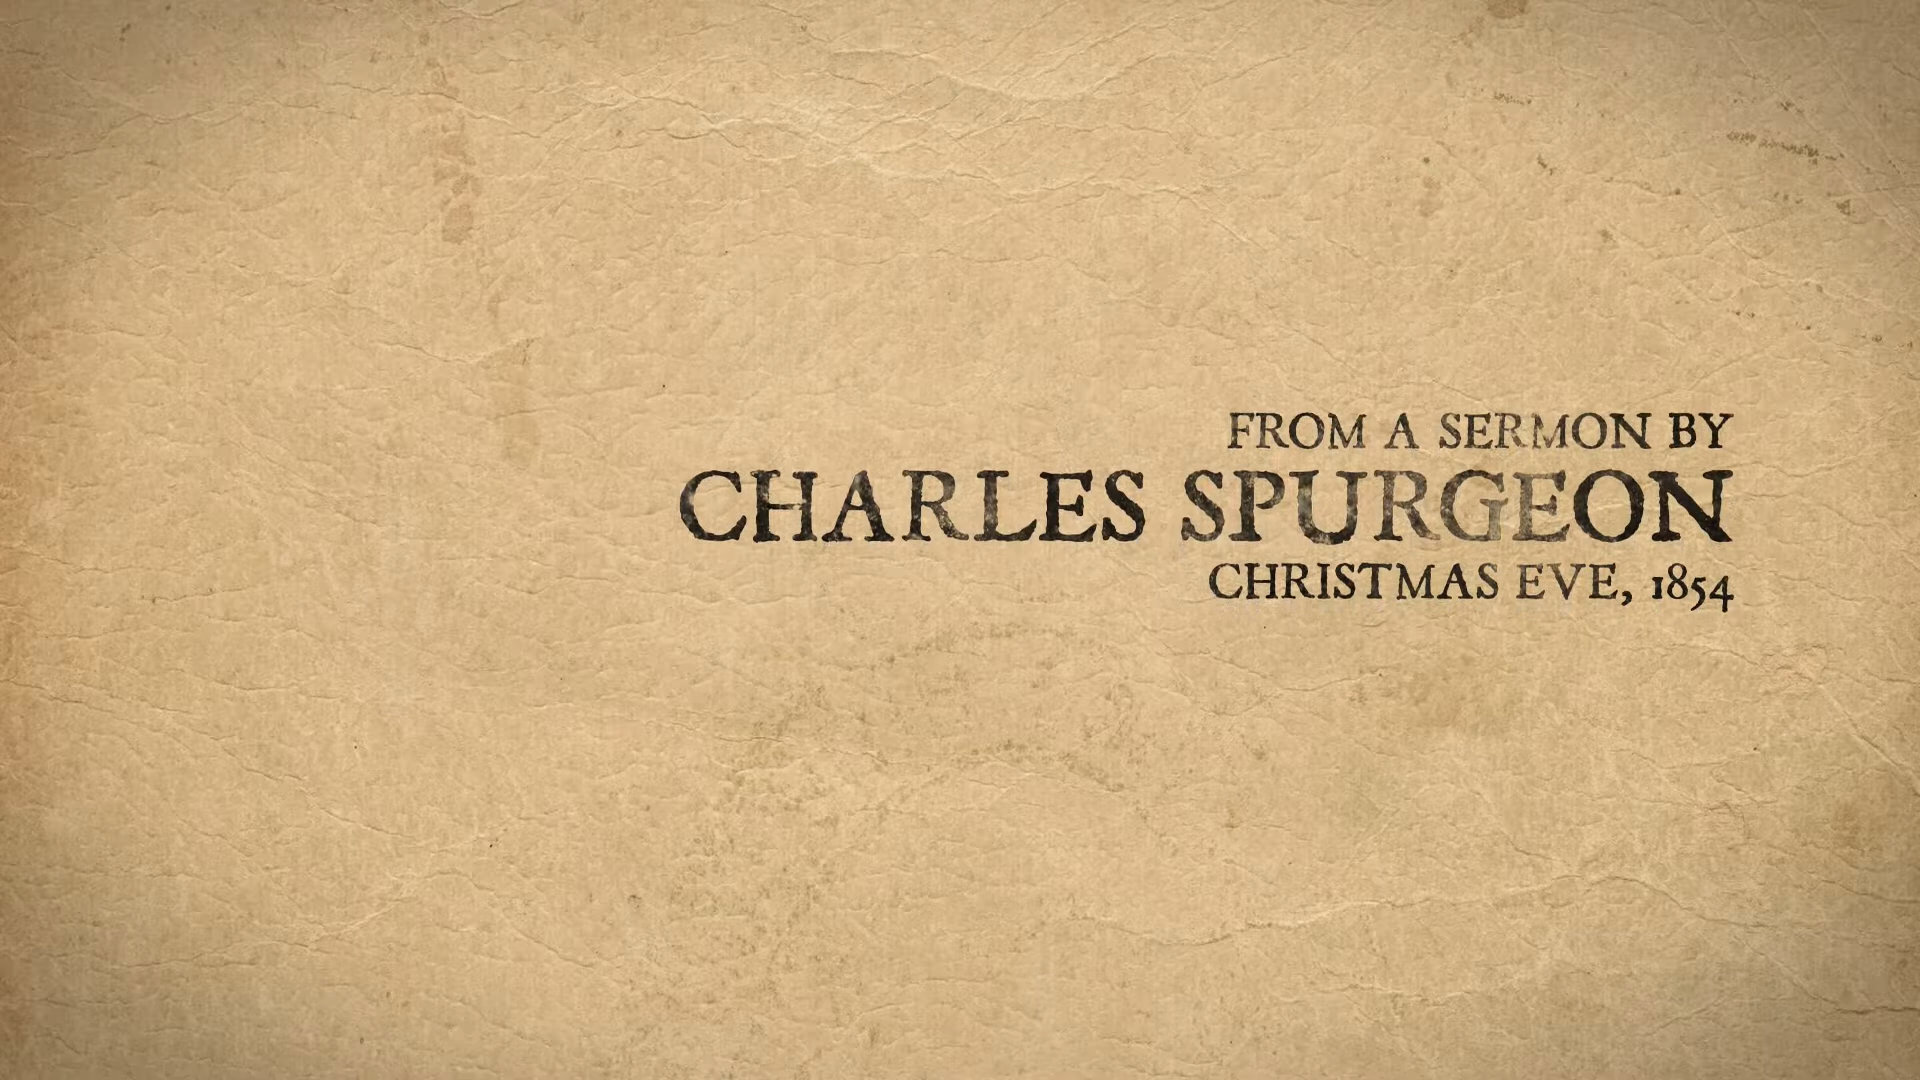 FROM A SERMON BY
CHARLES SPURGEON
CHRISTMAS EVE, 1854